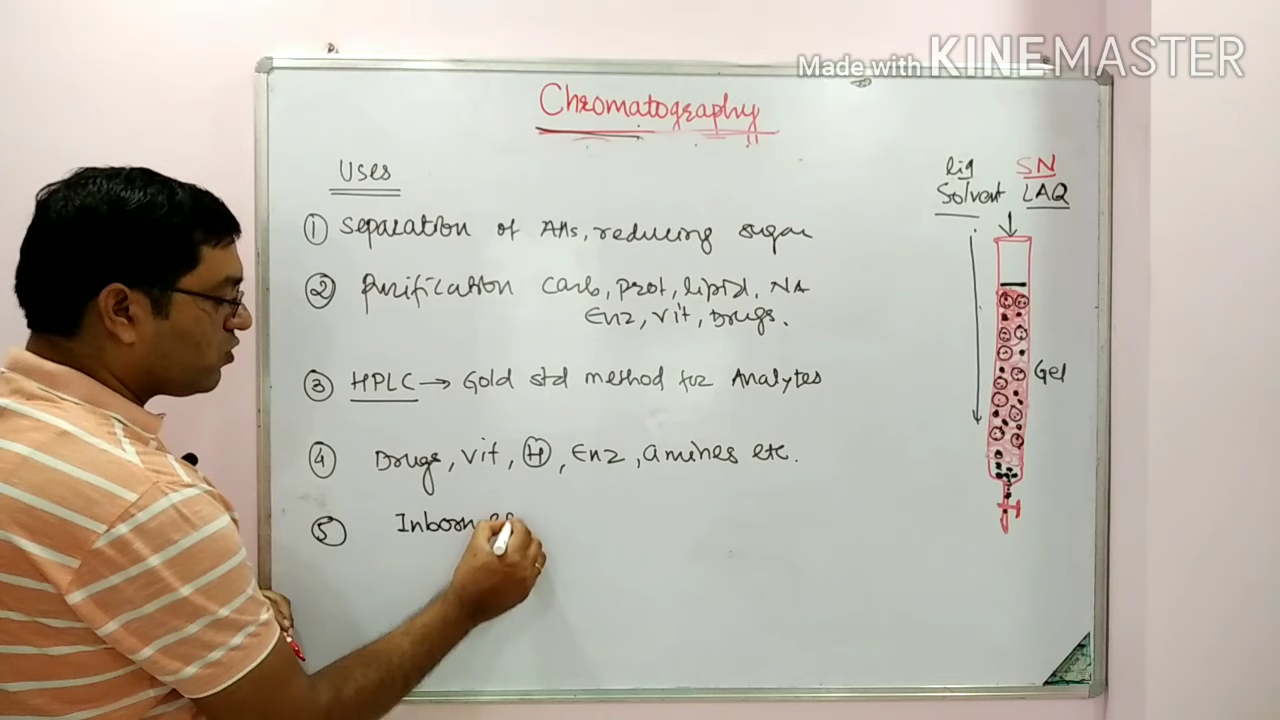 Made with KINEMASTER
Chromatography
Uses
① Separation of AAs, reducing sugar
② Purification Carb, prot, lipid, NA
Enz, Vit, Drugs.
③ HPLC → Gold std method for Analytes
④ Drugs, Vit, Ⓗ, Enz, amines etc.
⑤ Inborn
lig SN
Solvent LAQ
Gel